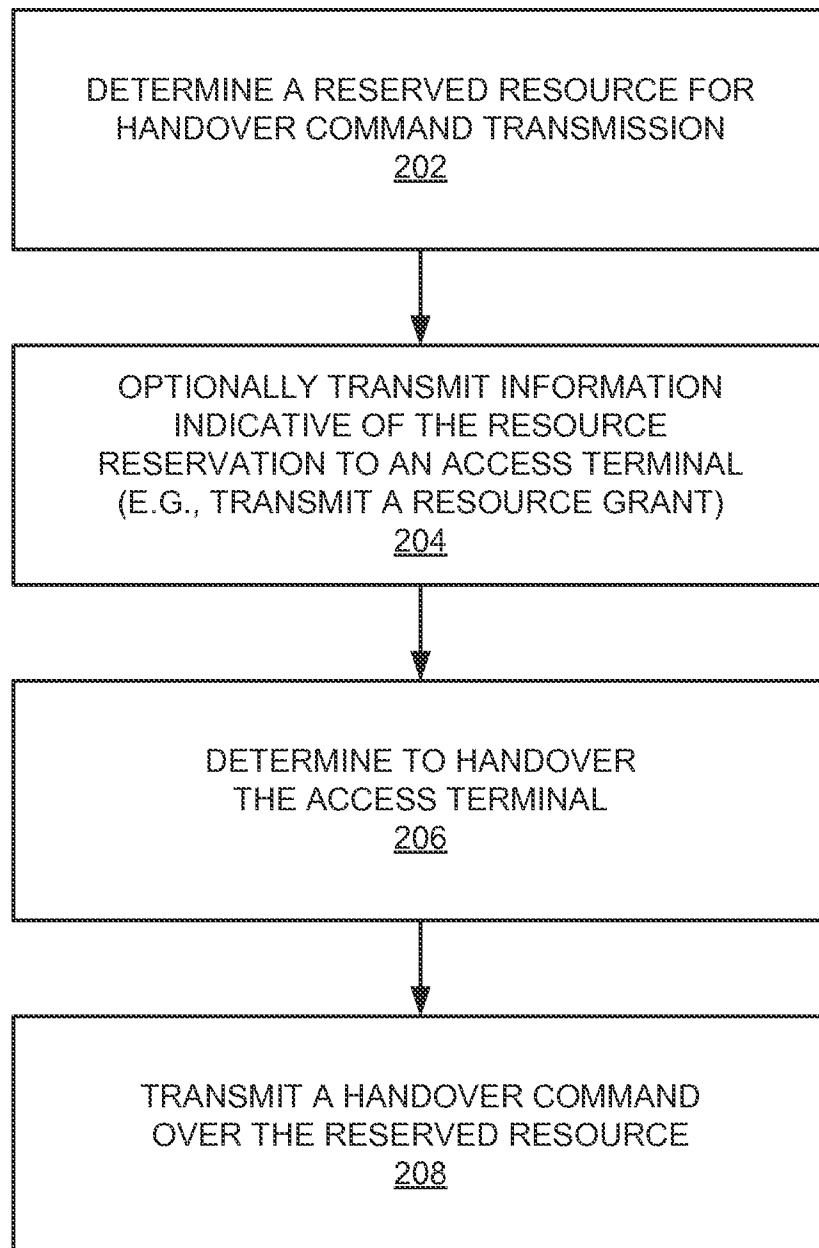 DETERMINE A RESERVED RESOURCE FOR
HANDOVER COMMAND TRANSMISSION
202
OPTIONALLY TRANSMIT INFORMATION
INDICATIVE OF THE RESOURCE
RESERVATION TO AN ACCESS TERMINAL
(E.G., TRANSMIT A RESOURCE GRANT)
204
DETERMINE TO HANDOVER
THE ACCESS TERMINAL
206
TRANSMIT A HANDOVER COMMAND
OVER THE RESERVED RESOURCE
208